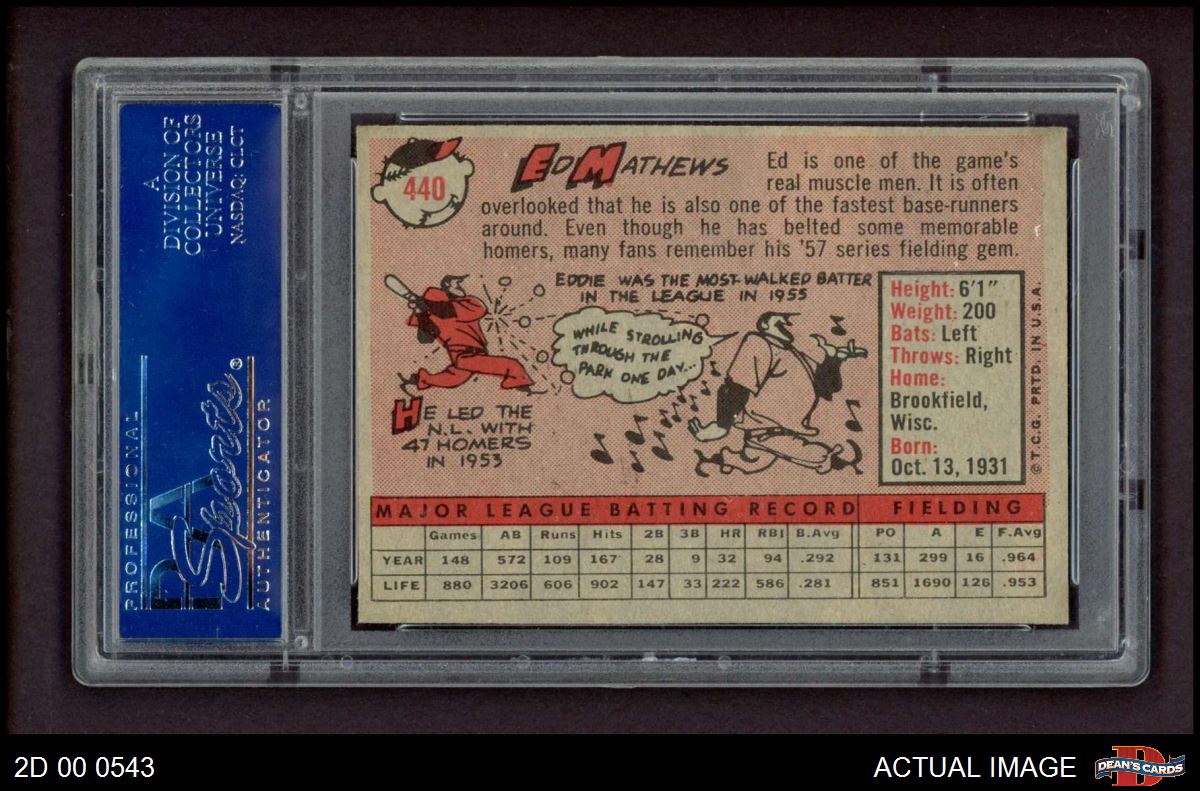 A
DIVISION OF
COLLECTORS
UNIVERSE
NASDAQ: CLCT
PROFESSIONAL
PSA
Sports®
AUTHENTICATOR
440
ED MATHEWS
Ed is one of the game's
real muscle men. It is often
overlooked that he is also one of the fastest base-runners
around. Even though he has belted some memorable
homers, many fans remember his '57 series fielding gem.
EDDIE WAS THE MOST-WALKED BATTER
IN THE LEAGUE IN 1955
WHILE STROLLING
THROUGH THE
PARK ONE DAY...
HE LED THE
N.L. WITH
47 HOMERS
IN 1953
Height: 6'1"
Weight: 200
Bats: Left
Throws: Right
Home:
Brookfield,
Wisc.
Born:
Oct. 13, 1931
©T.C.G. PRTD. IN U.S.A.
MAJOR LEAGUE BATTING RECORD FIELDING
Games AB Runs Hits 2B 3B HR RBI B.Avg PO A E F.Avg
YEAR 148 572 109 167 28 9 32 94 .292 131 299 16 .964
LIFE 880 3206 606 902 147 33 222 586 .281 851 1690 126 .953
2D 00 0543
ACTUAL IMAGE
D
DEAN'S CARDS